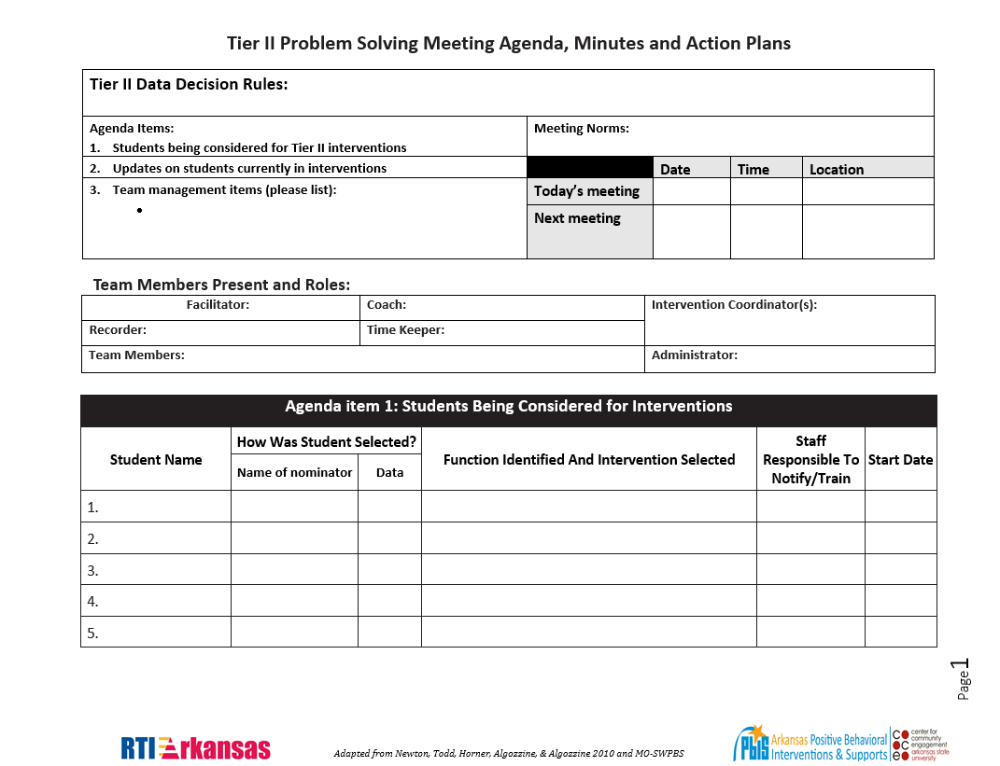 Tier II Problem Solving Meeting Agenda, Minutes and Action Plans
Tier II Data Decision Rules:
Agenda Items:
1. Students being considered for Tier II interventions
2. Updates on students currently in interventions
3. Team management items (please list):
•
Meeting Norms:
Date Time Location
Today's meeting
Next meeting
Team Members Present and Roles:
Facilitator: Coach: Intervention Coordinator(s):
Recorder: Time Keeper:
Team Members: Administrator:
Agenda item 1: Students Being Considered for Interventions
Student Name
How Was Student Selected?
Name of nominator Data
Function Identified And Intervention Selected
Staff
Responsible To
Notify/Train
Start Date
1.
2.
3.
4.
5.
Page 1
RTI Arkansas
Adapted from Newton, Todd, Horner, Algozzine, & Algozzine 2010 and MO-SWPBS
PBIS
Arkansas Positive Behavioral
Interventions & Supports
CCE
center for
community
engagement
arkansas state
university